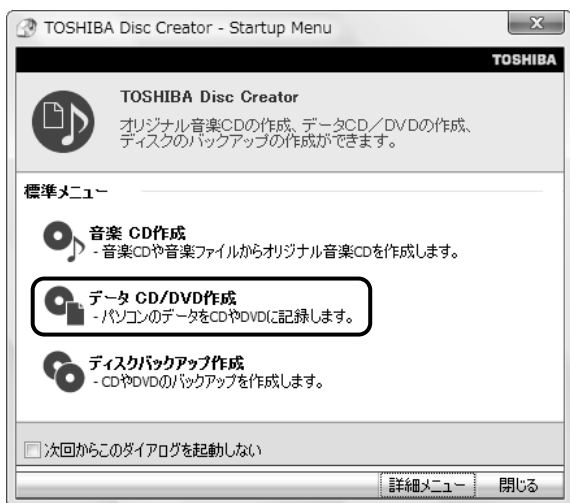 TOSHIBA Disc Creator - Startup Menu
TOSHIBA
TOSHIBA Disc Creator
オリジナル音楽CDの作成、データCD／DVDの作成、
ディスクのバックアップの作成ができます。
標準メニュー
音楽 CD作成
- 音楽CDや音楽ファイルからオリジナル音楽CDを作成します。
データ CD/DVD作成
- パソコンのデータをCDやDVDに記録します。
ディスクバックアップ作成
- CDやDVDのバックアップを作成します。
次回からこのダイアログを起動しない
詳細メニュー 閉じる